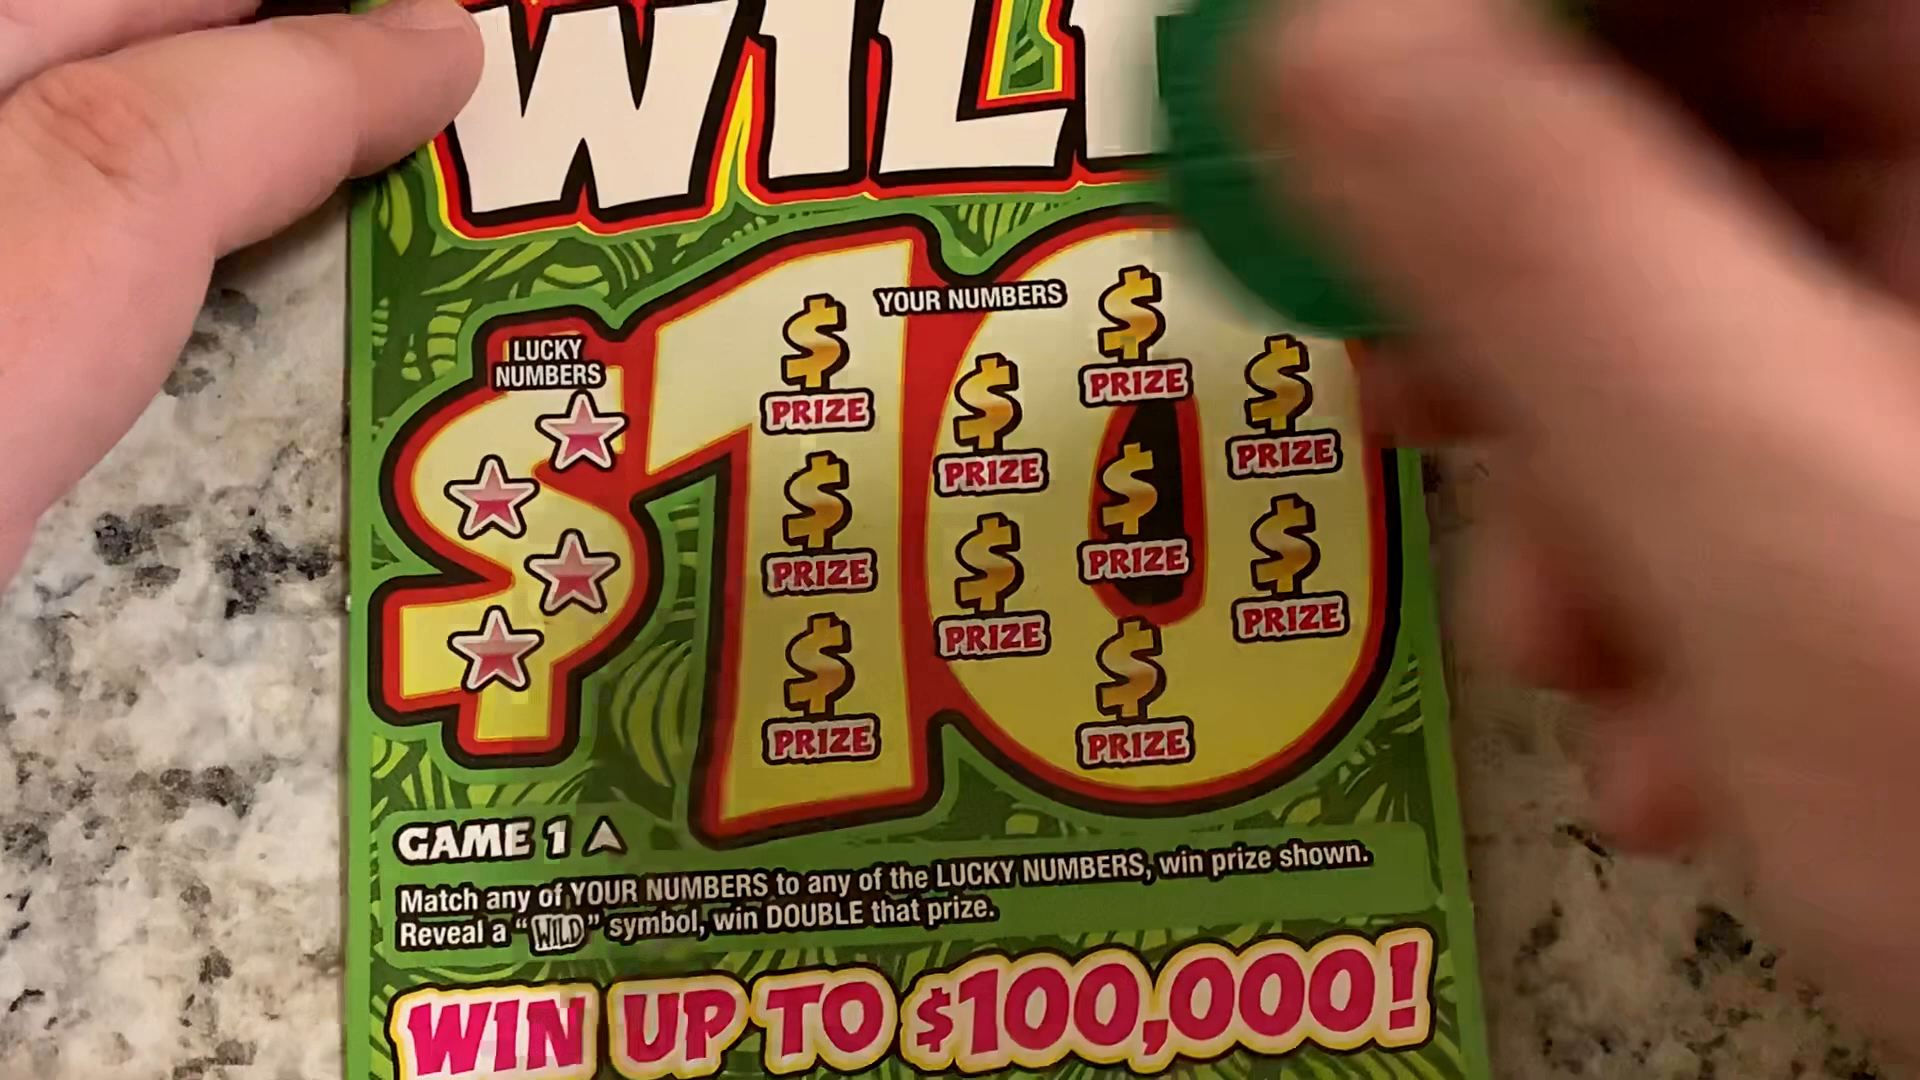 WIL
$10
YOUR NUMBERS
LUCKY
NUMBERS
$ $ $ $
PRIZE PRIZE PRIZE PRIZE
$ $ $ $
PRIZE PRIZE PRIZE PRIZE
$ $
PRIZE PRIZE
GAME 1
Match any of YOUR NUMBERS to any of the LUCKY NUMBERS, win prize shown.
Reveal a "WILD" symbol, win DOUBLE that prize.
WIN UP TO $100,000!